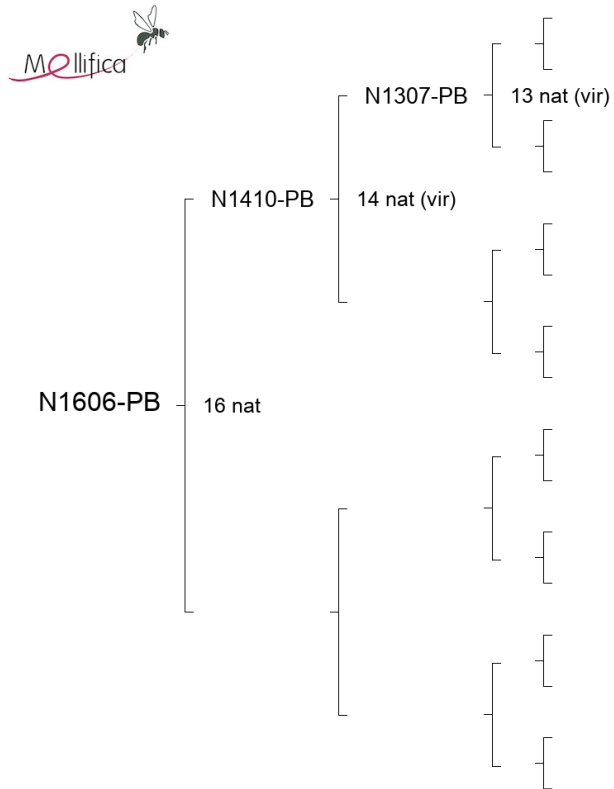 Mellifica
N1307-PB
13 nat (vir)
N1410-PB
14 nat (vir)
N1606-PB
16 nat